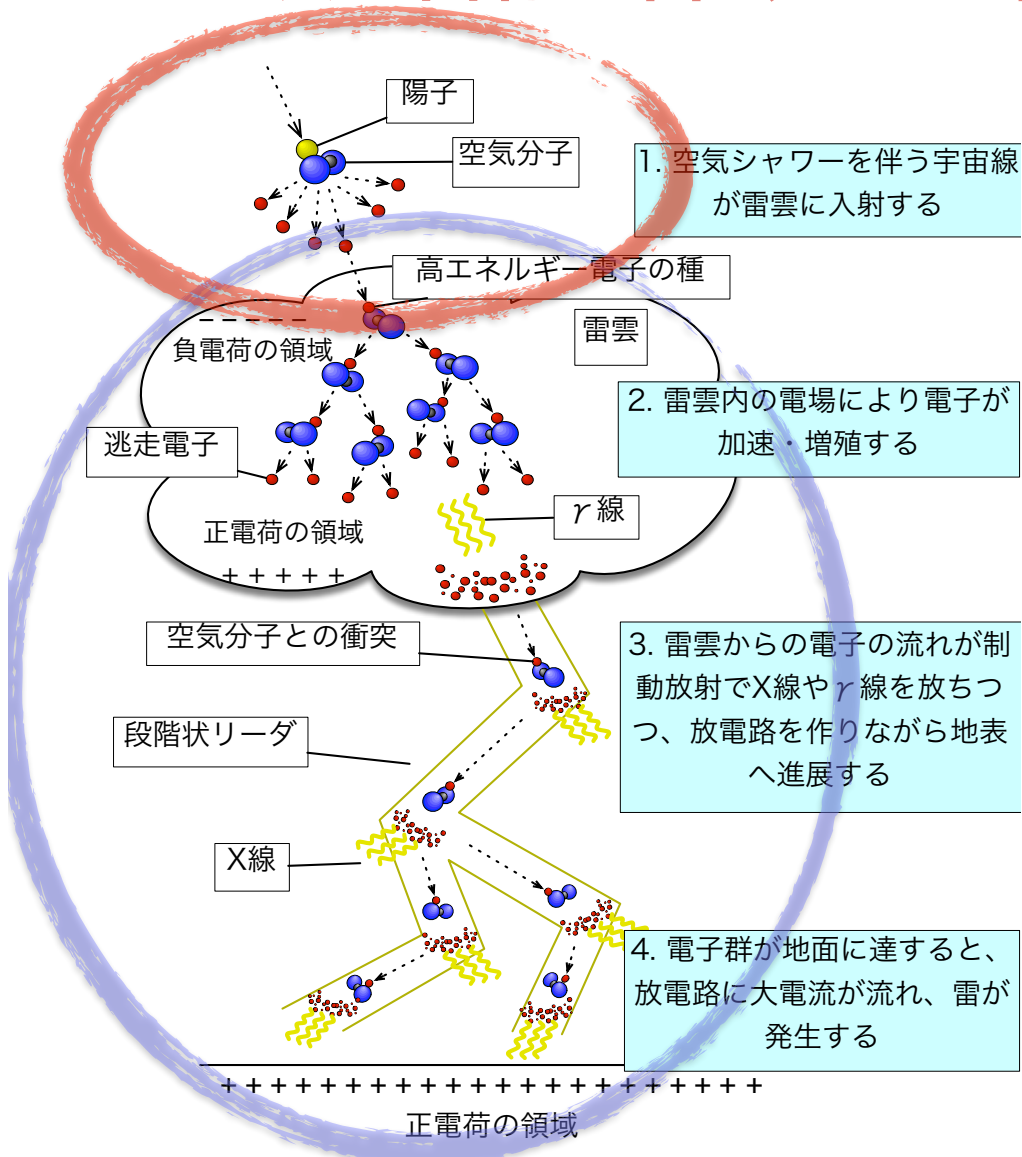 陽子
空気分子
1. 空気シャワーを伴う宇宙線
が雷雲に入射する
高エネルギー電子の種
－－－－－
負電荷の領域
雷雲
2. 雷雲内の電場により電子が
加速・増殖する
逃走電子
γ線
正電荷の領域
+ + + + +
空気分子との衝突
3. 雷雲からの電子の流れが制
動放射でX線やγ線を放ちつ
つ、放電路を作りながら地表
へ進展する
段階状リーダ
X線
4. 電子群が地面に達すると、
放電路に大電流が流れ、雷が
発生する
+ + + + + + + + + + + + + + + + + + + + + +
正電荷の領域